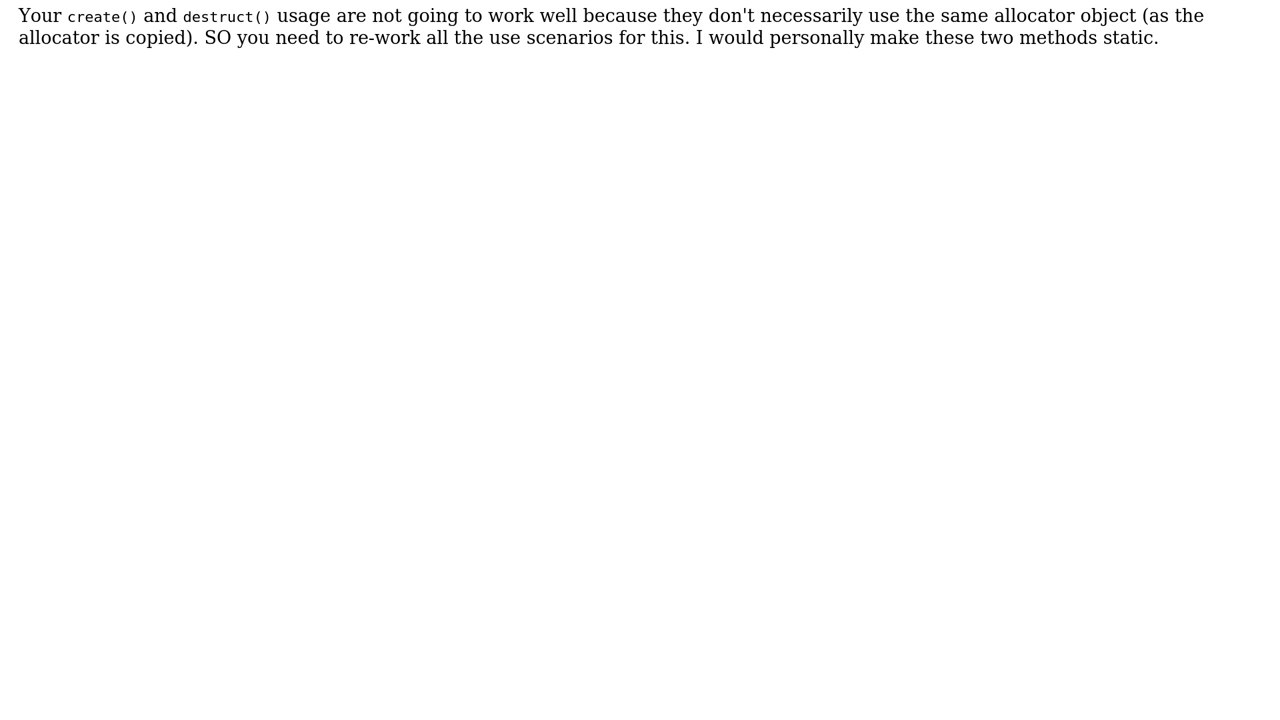 Your create() and destruct() usage are not going to work well because they don't necessarily use the same allocator object (as the
allocator is copied). SO you need to re-work all the use scenarios for this. I would personally make these two methods static.